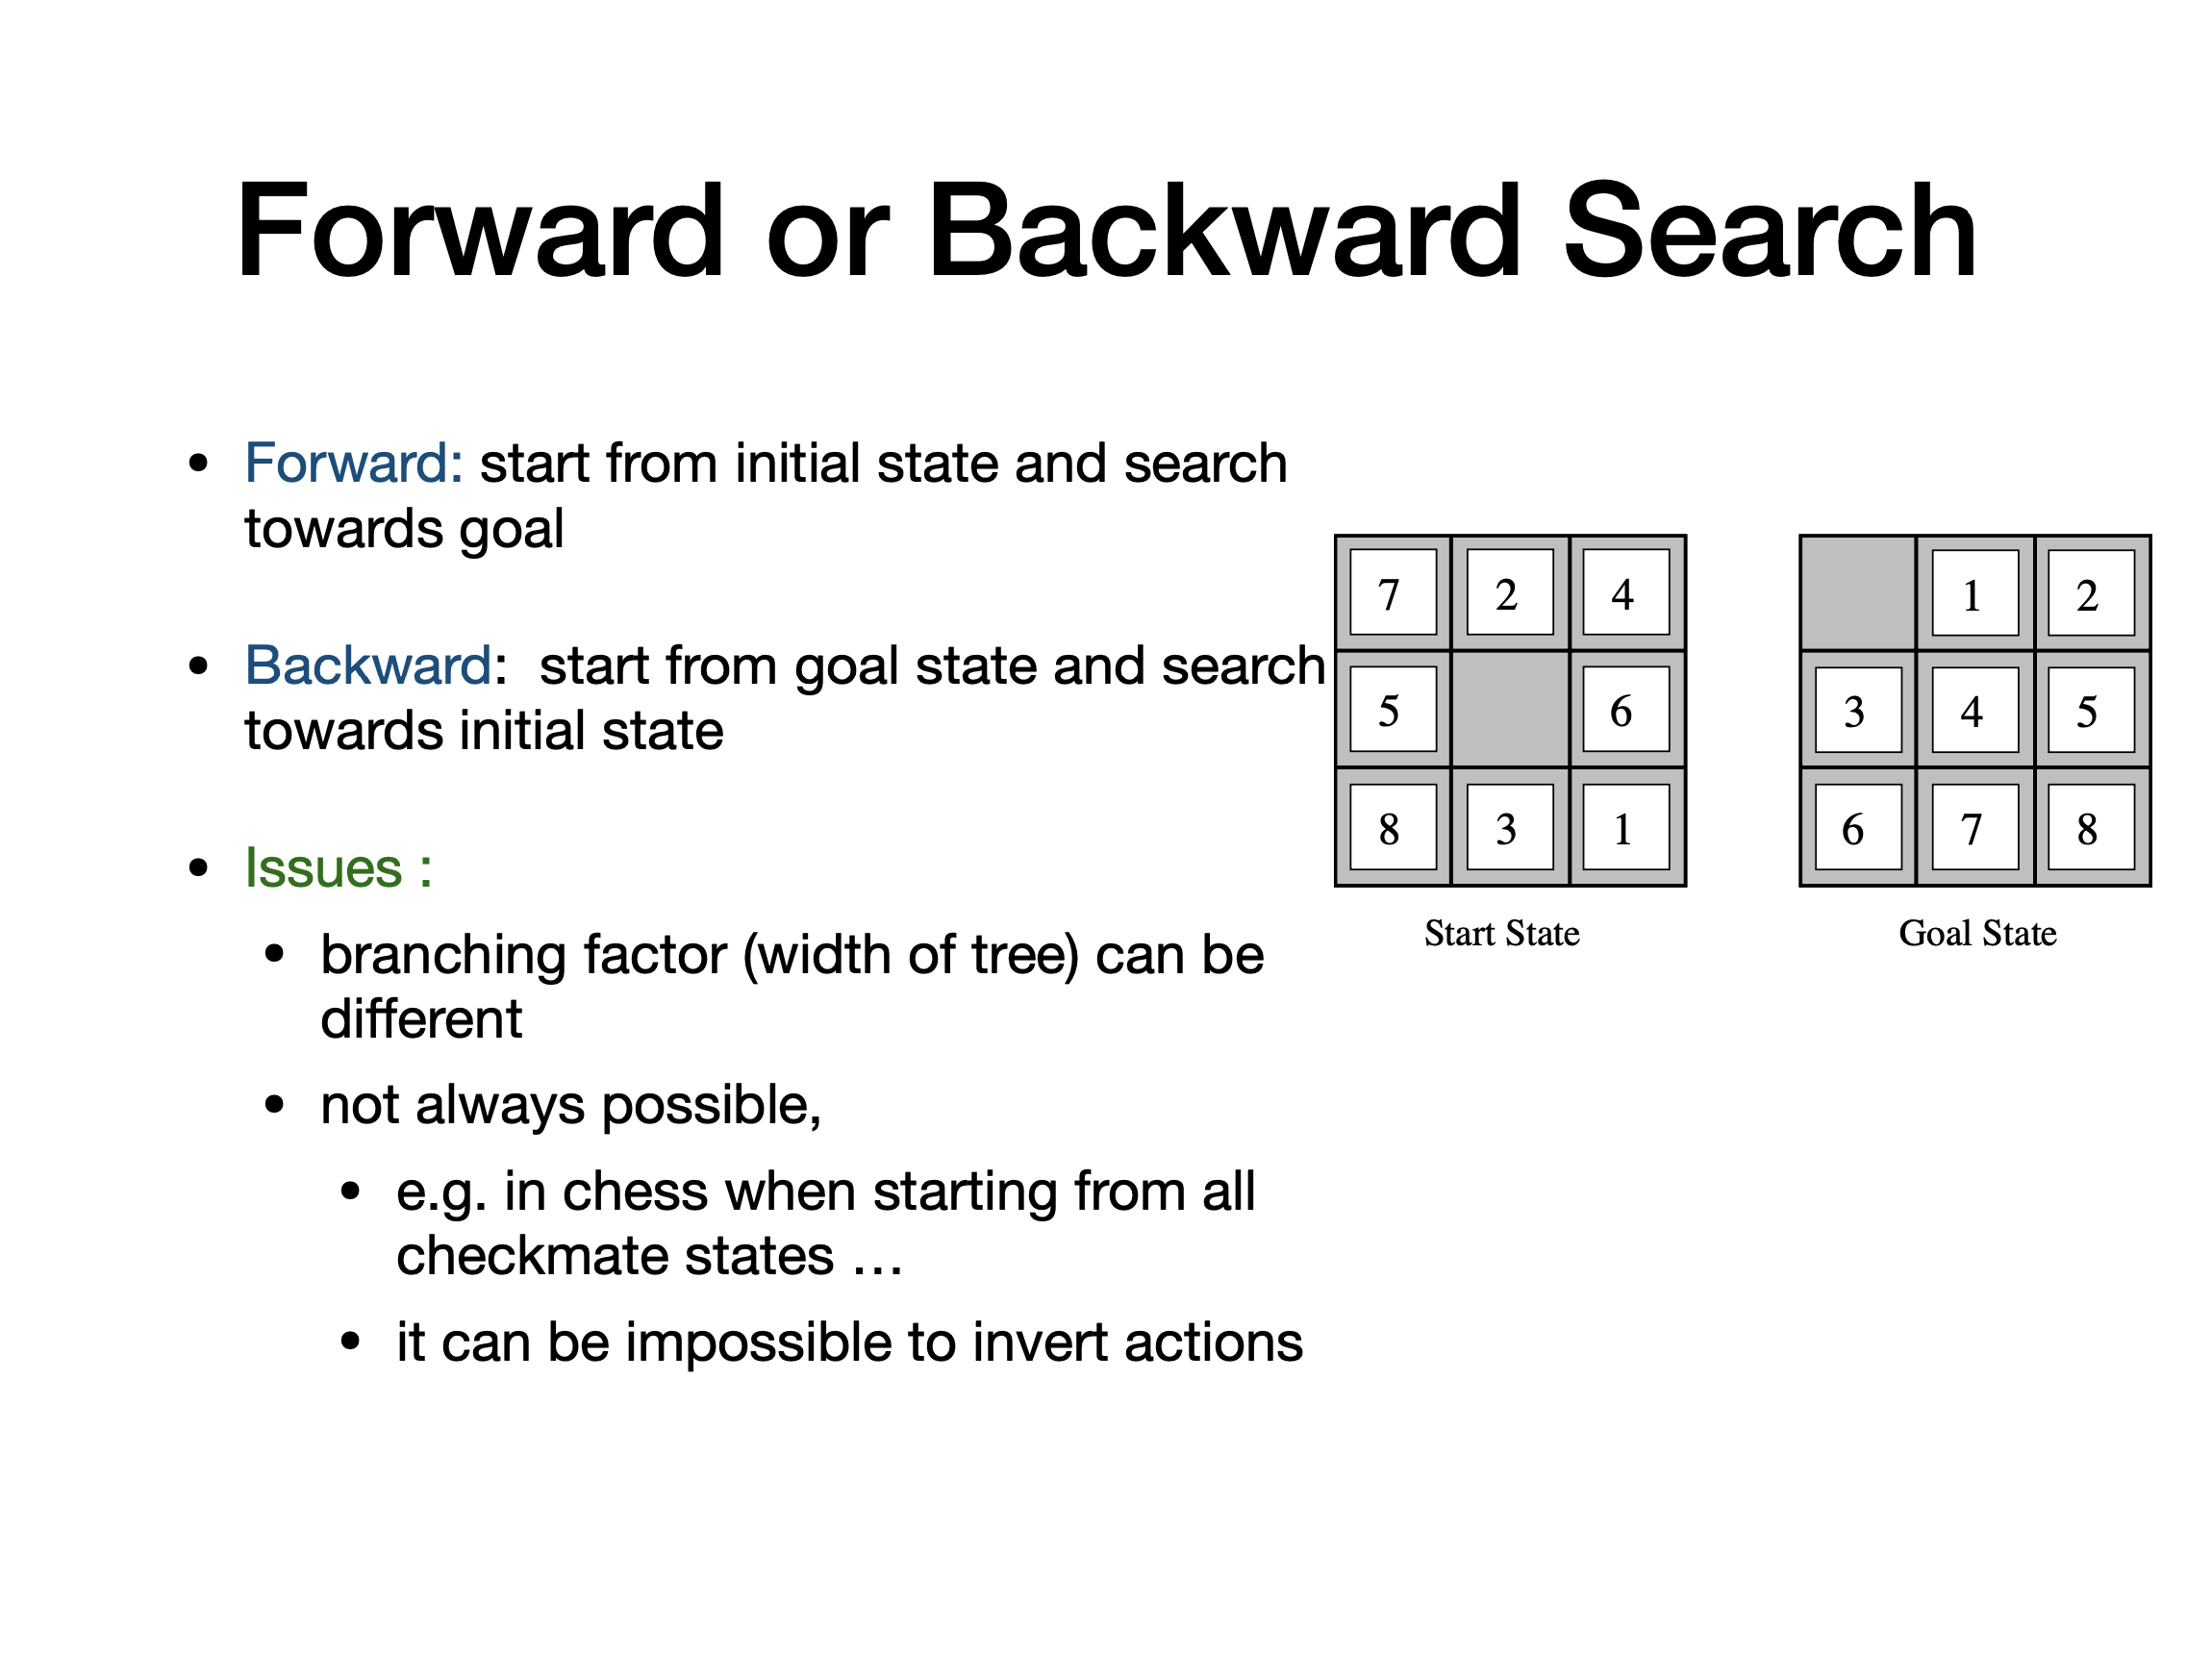 Forward or Backward Search
• Forward: start from initial state and search
towards goal
• Backward:  start from goal state and search
towards initial state
• Issues :
• branching factor (width of tree) can be
different
• not always possible,
• e.g. in chess when starting from all
checkmate states …
• it can be impossible to invert actions
7 2 4
5 6
8 3 1
Start State
1 2
3 4 5
6 7 8
Goal State